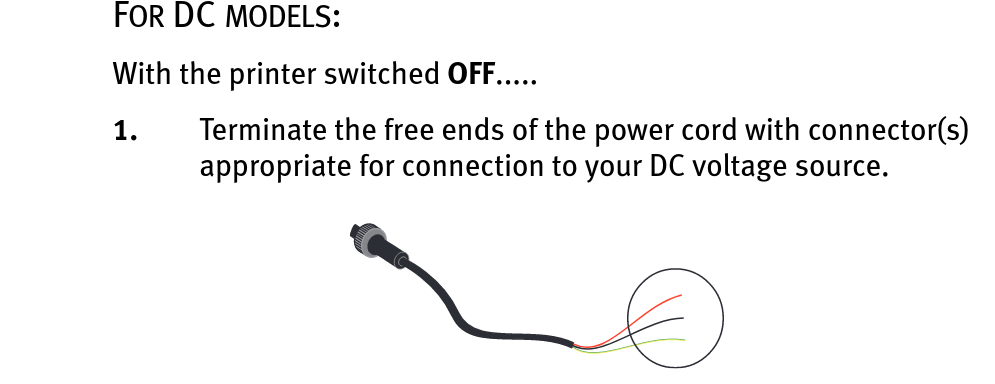 FOR DC MODELS:
With the printer switched OFF.....
1. Terminate the free ends of the power cord with connector(s)
appropriate for connection to your DC voltage source.